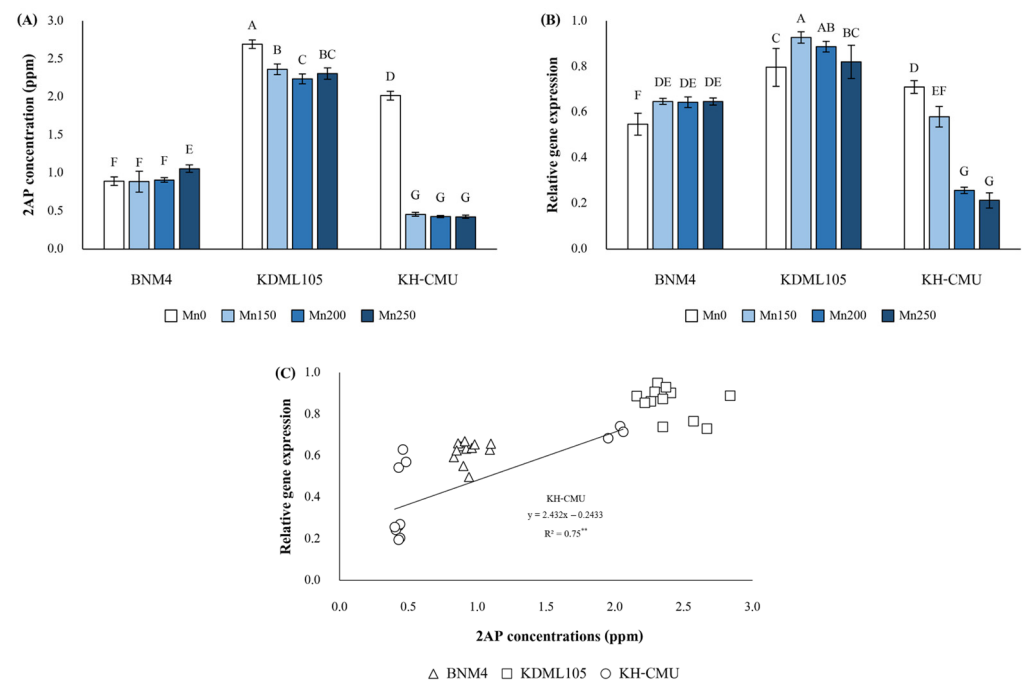 (A)
2AP concentration (ppm)
3.0
2.5
2.0
1.5
1.0
0.5
0.0
F F F E
A B C BC
D G G G
BNM4 KDML105 KH-CMU
Mn0 Mn150 Mn200 Mn250
(B)
Relative gene expression
1.0
0.8
0.6
0.4
0.2
0.0
F DE DE DE
C A AB BC
D EF G G
BNM4 KDML105 KH-CMU
Mn0 Mn150 Mn200 Mn250
(C)
Relative gene expression
1.0
0.8
0.6
0.4
0.2
0.0
KH-CMU
y = 2.432x – 0.2433
R² = 0.75**
0.0 0.5 1.0 1.5 2.0 2.5 3.0
2AP concentrations (ppm)
BNM4 KDML105 KH-CMU